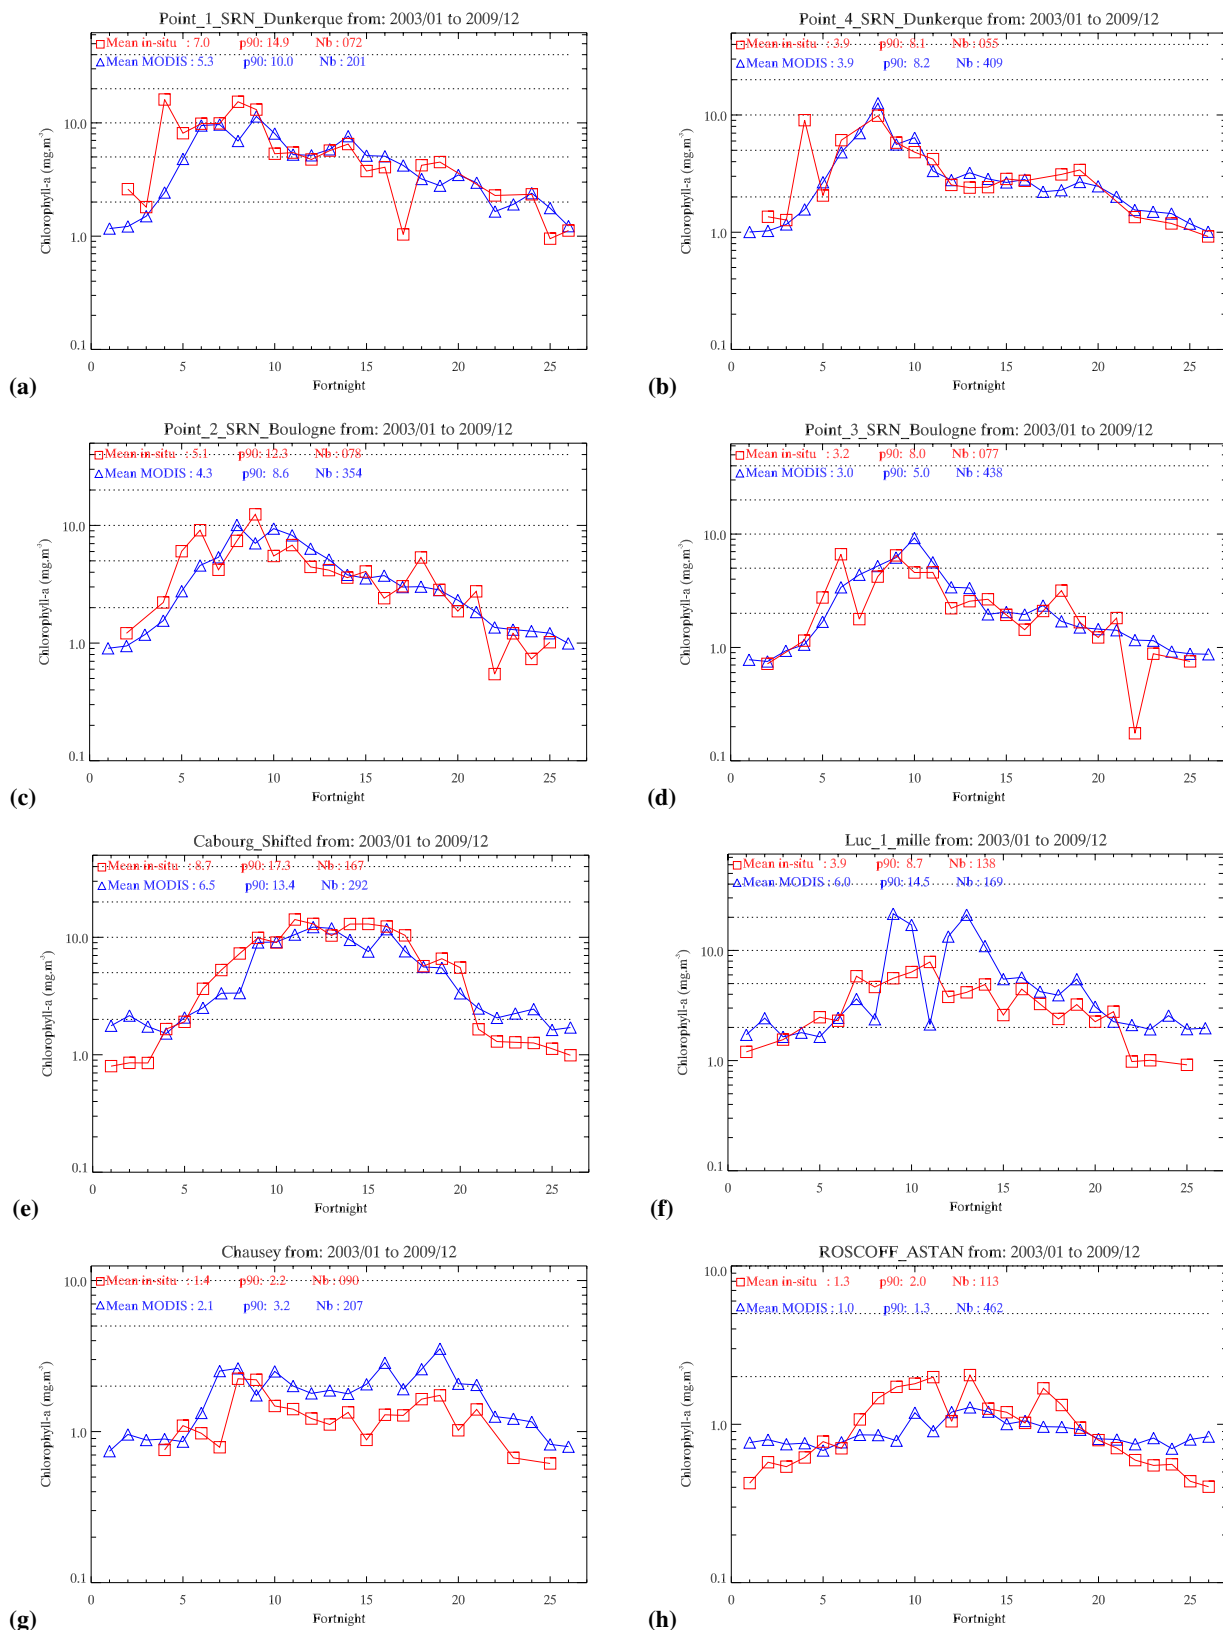 Point_1_SRN_Dunkerque from: 2003/01 to 2009/12
Mean in-situ : 7.0 p90: 14.9 Nb : 072
Mean MODIS : 5.3 p90: 10.0 Nb : 201
Chlorophyll-a (mg.m-3)
10.0
1.0
0.1
0 5 10 15 20 25
Fortnight
(a)
Point_4_SRN_Dunkerque from: 2003/01 to 2009/12
Mean in-situ : 3.9 p90: 8.1 Nb : 055
Mean MODIS : 3.9 p90: 8.2 Nb : 409
Chlorophyll-a (mg.m-3)
10.0
1.0
0.1
0 5 10 15 20 25
Fortnight
(b)
Point_2_SRN_Boulogne from: 2003/01 to 2009/12
Mean in-situ : 5.1 p90: 12.3 Nb : 078
Mean MODIS : 4.3 p90: 8.6 Nb : 354
Chlorophyll-a (mg.m-3)
10.0
1.0
0.1
0 5 10 15 20 25
Fortnight
(c)
Point_3_SRN_Boulogne from: 2003/01 to 2009/12
Mean in-situ : 3.2 p90: 8.0 Nb : 077
Mean MODIS : 3.0 p90: 5.0 Nb : 438
Chlorophyll-a (mg.m-3)
10.0
1.0
0.1
0 5 10 15 20 25
Fortnight
(d)
Cabourg_Shifted from: 2003/01 to 2009/12
Mean in-situ : 8.7 p90: 17.3 Nb : 167
Mean MODIS : 6.5 p90: 13.4 Nb : 292
Chlorophyll-a (mg.m-3)
10.0
1.0
0.1
0 5 10 15 20 25
Fortnight
(e)
Luc_1_mille from: 2003/01 to 2009/12
Mean in-situ : 3.9 p90: 8.7 Nb : 138
Mean MODIS : 6.0 p90: 14.5 Nb : 169
Chlorophyll-a (mg.m-3)
10.0
1.0
0.1
0 5 10 15 20 25
Fortnight
(f)
Chausey from: 2003/01 to 2009/12
Mean in-situ : 1.4 p90: 2.2 Nb : 090
Mean MODIS : 2.1 p90: 3.2 Nb : 207
Chlorophyll-a (mg.m-3)
10.0
1.0
0.1
0 5 10 15 20 25
Fortnight
(g)
ROSCOFF_ASTAN from: 2003/01 to 2009/12
Mean in-situ : 1.3 p90: 2.0 Nb : 113
Mean MODIS : 1.0 p90: 1.3 Nb : 462
Chlorophyll-a (mg.m-3)
10.0
1.0
0.1
0 5 10 15 20 25
Fortnight
(h)